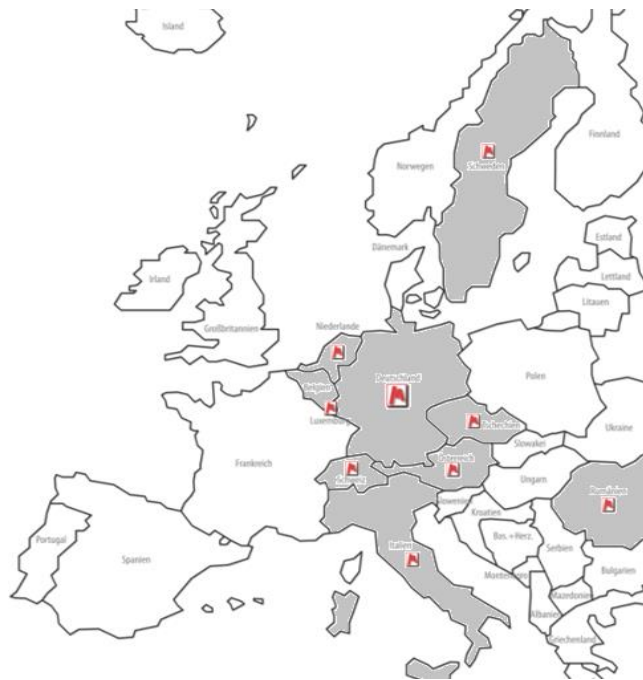 Island
Finnland
Norwegen
Schweden
Dänemark
Estland
Lettland
Litauen
Irland
Großbritannien
Niederlande
Belgien
Deutschland
Polen
Luxemburg
Tschechien
Ukraine
Slowakei
Frankreich
Schweiz
Österreich
Ungarn
Rumänien
Slowenien
Kroatien
Portugal
Spanien
Italien
Bos.+Herz.
Serbien
Bulgarien
Montenegro
Mazedonien
Albanien
Griechenland